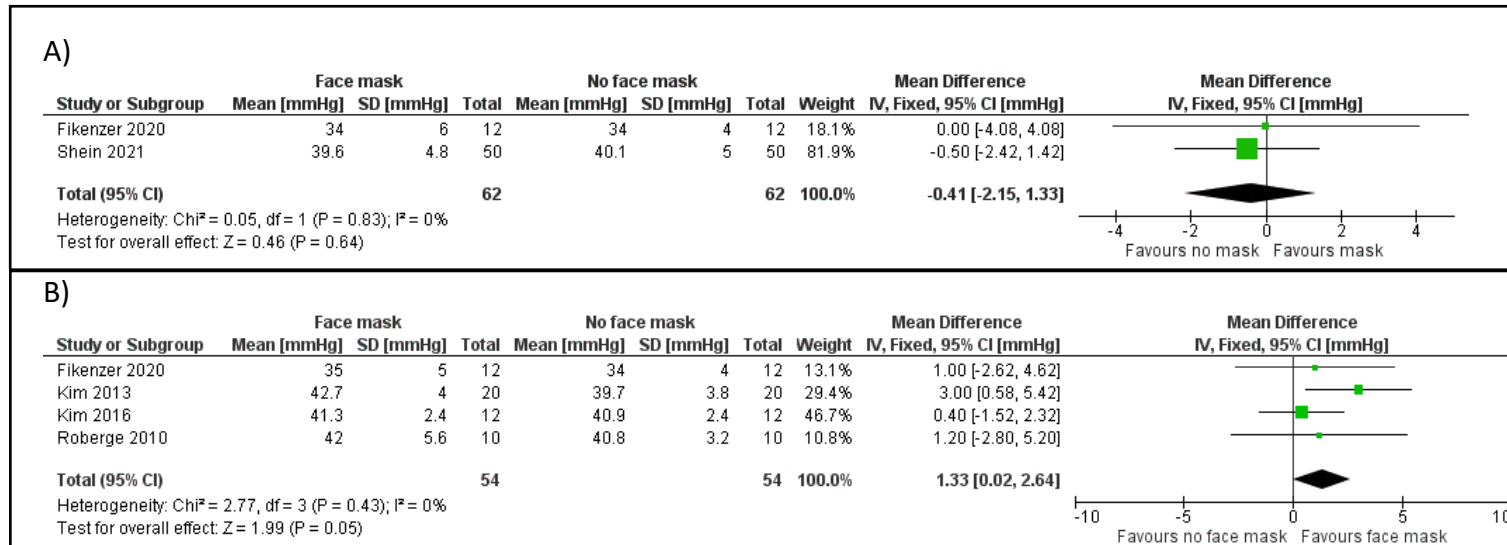 A)
Face mask No face mask Mean Difference Mean Difference
Study or Subgroup Mean [mmHg] SD [mmHg] Total Mean [mmHg] SD [mmHg] Total Weight IV, Fixed, 95% CI [mmHg] IV, Fixed, 95% CI [mmHg]
Fikenzer 2020 34 6 12 34 4 12 18.1% 0.00 [-4.08, 4.08]
Shein 2021 39.6 4.8 50 40.1 5 50 81.9% -0.50 [-2.42, 1.42]
Total (95% CI) 62 62 100.0% -0.41 [-2.15, 1.33]
Heterogeneity: Chi² = 0.05, df = 1 (P = 0.83); I² = 0%
Test for overall effect: Z = 0.46 (P = 0.64)
-4 -2 0 2 4
Favours no mask Favours mask
B)
Face mask No face mask Mean Difference Mean Difference
Study or Subgroup Mean [mmHg] SD [mmHg] Total Mean [mmHg] SD [mmHg] Total Weight IV, Fixed, 95% CI [mmHg] IV, Fixed, 95% CI [mmHg]
Fikenzer 2020 35 5 12 34 4 12 13.1% 1.00 [-2.62, 4.62]
Kim 2013 42.7 4 20 39.7 3.8 20 29.4% 3.00 [0.58, 5.42]
Kim 2016 41.3 2.4 12 40.9 2.4 12 46.7% 0.40 [-1.52, 2.32]
Roberge 2010 42 5.6 10 40.8 3.2 10 10.8% 1.20 [-2.80, 5.20]
Total (95% CI) 54 54 100.0% 1.33 [0.02, 2.64]
Heterogeneity: Chi² = 2.77, df = 3 (P = 0.43); I² = 0%
Test for overall effect: Z = 1.99 (P = 0.05)
-10 -5 0 5 10
Favours no face mask Favours face mask